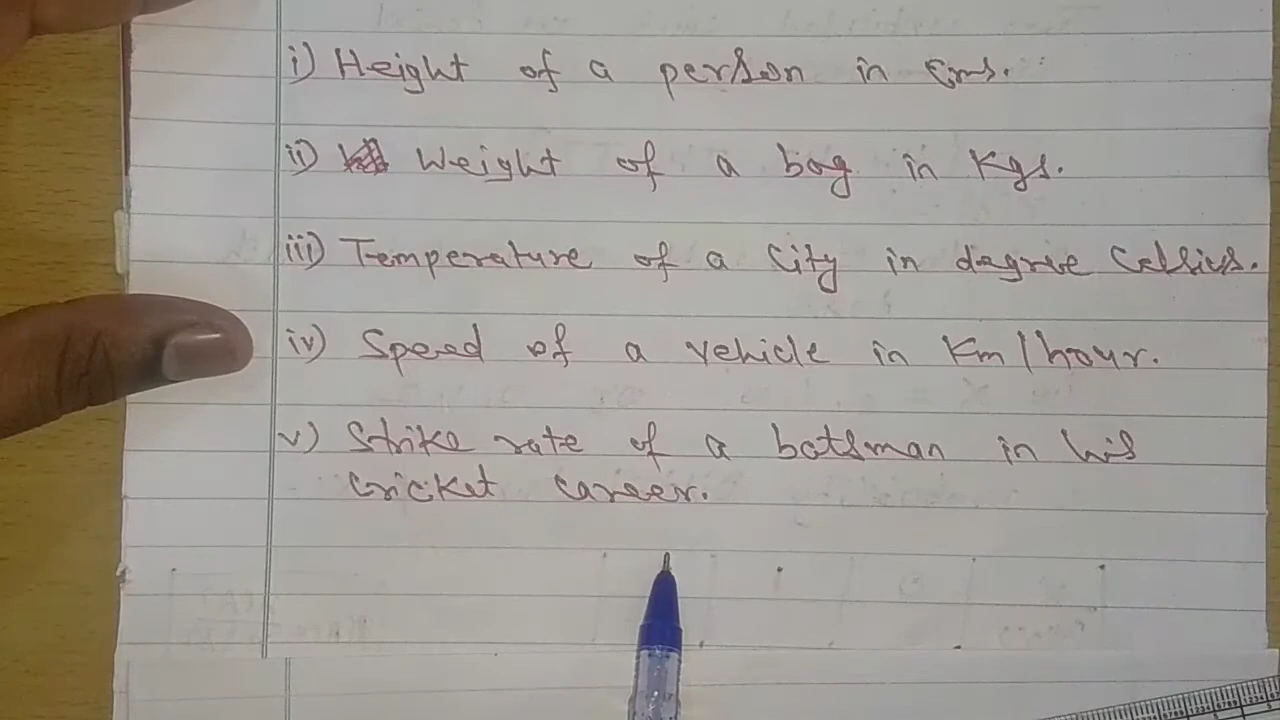 i) Height of a person in cms.
ii) Weight of a bag in Kgs.
iii) Temperature of a City in degree Celsius.
iv) Speed of a vehicle in Km/hour.
v) Strike rate of a batsman in his
cricket career.